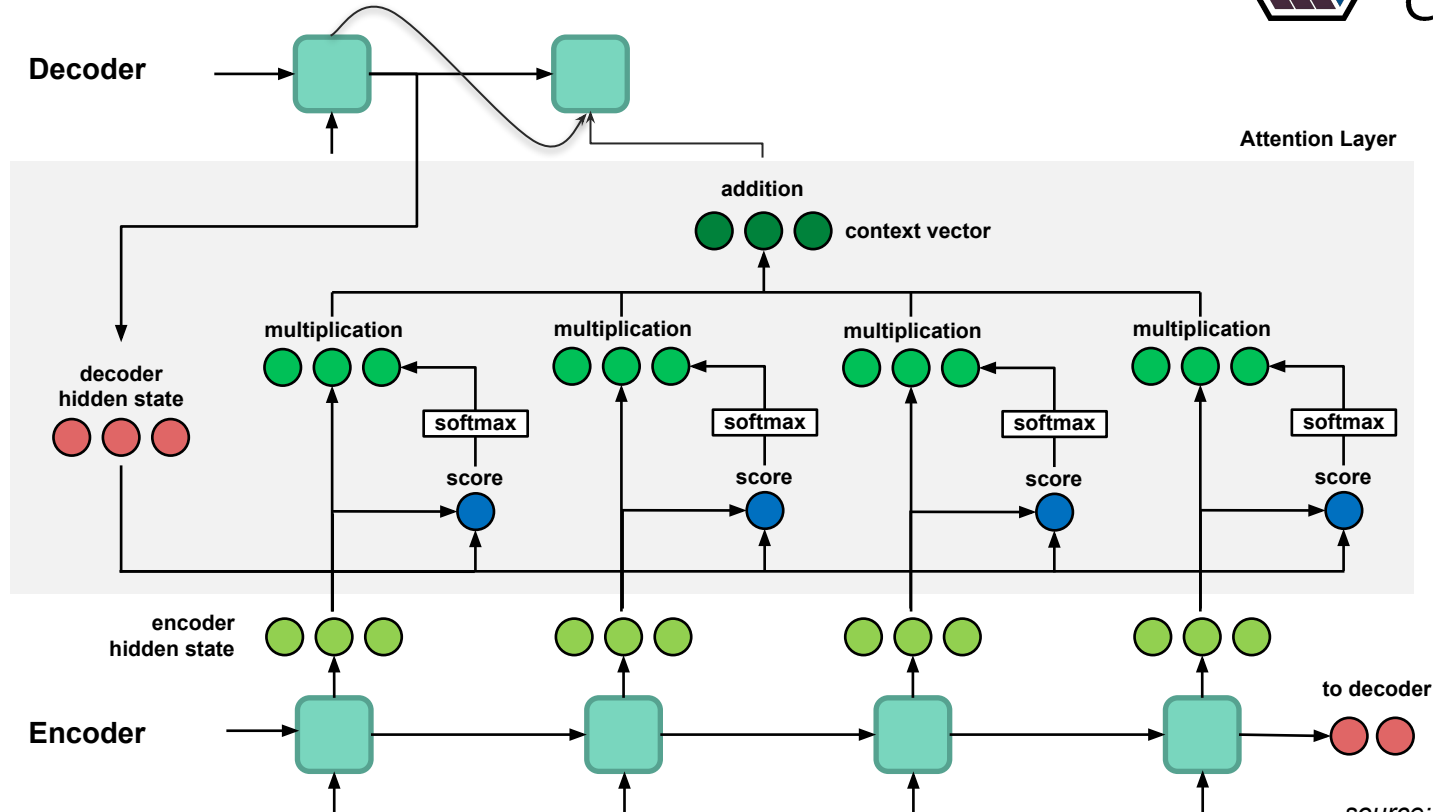 C
Decoder
Attention Layer
addition
context vector
multiplication
multiplication
multiplication
multiplication
decoder
hidden state
softmax
softmax
softmax
softmax
score
score
score
score
encoder
hidden state
to decoder
Encoder
source: